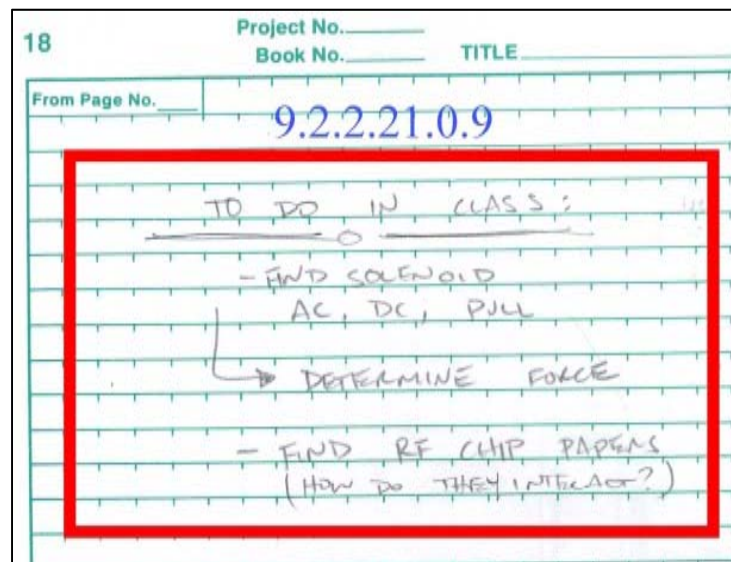 18
Project No.
Book No.
TITLE
From Page No.
9.2.2.21.0.9
TO DO IN CLASS:
- FIND SOLENOID
AC, DC, PULL
DETERMINE FORCE
- FIND RF CHIP PAPERS
(HOW DO THEY INTERACT?)